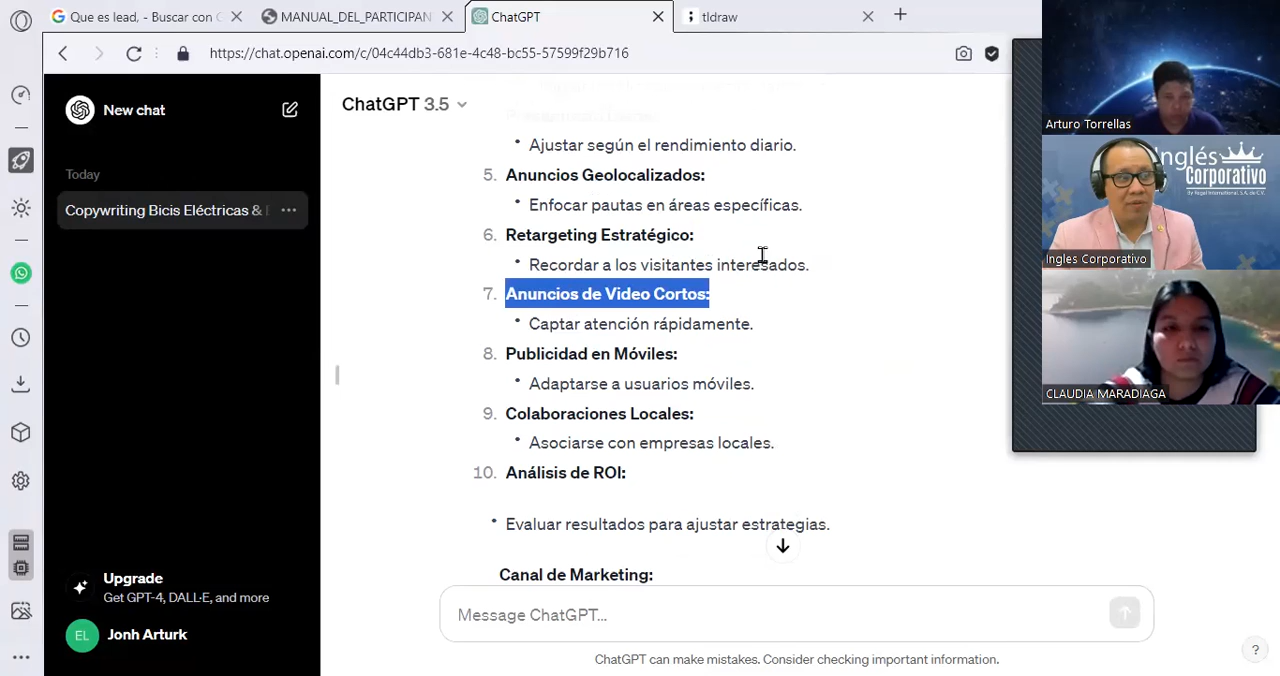 Que es lead, - Buscar con G
MANUAL_DEL_PARTICIPAN
ChatGPT
tldraw
https://chat.openai.com/c/04c44db3-681e-4c48-bc55-57599f29b716
New chat
Today
Copywriting Bicis Eléctricas &
Upgrade
Get GPT-4, DALL·E, and more
EL
Jonh Arturk
ChatGPT 3.5
• Ajustar según el rendimiento diario.
5. Anuncios Geolocalizados:
• Enfocar pautas en áreas específicas.
6. Retargeting Estratégico:
• Recordar a los visitantes interesados.
7. Anuncios de Video Cortos:
• Captar atención rápidamente.
8. Publicidad en Móviles:
• Adaptarse a usuarios móviles.
9. Colaboraciones Locales:
• Asociarse con empresas locales.
10. Análisis de ROI:
• Evaluar resultados para ajustar estrategias.
Canal de Marketing:
Message ChatGPT...
ChatGPT can make mistakes. Consider checking important information.
?
Arturo Torrellas
Inglés
Corporativo
By Regal International, S.A. de C.V.
Ingles Corporativo
CLAUDIA MARADIAGA